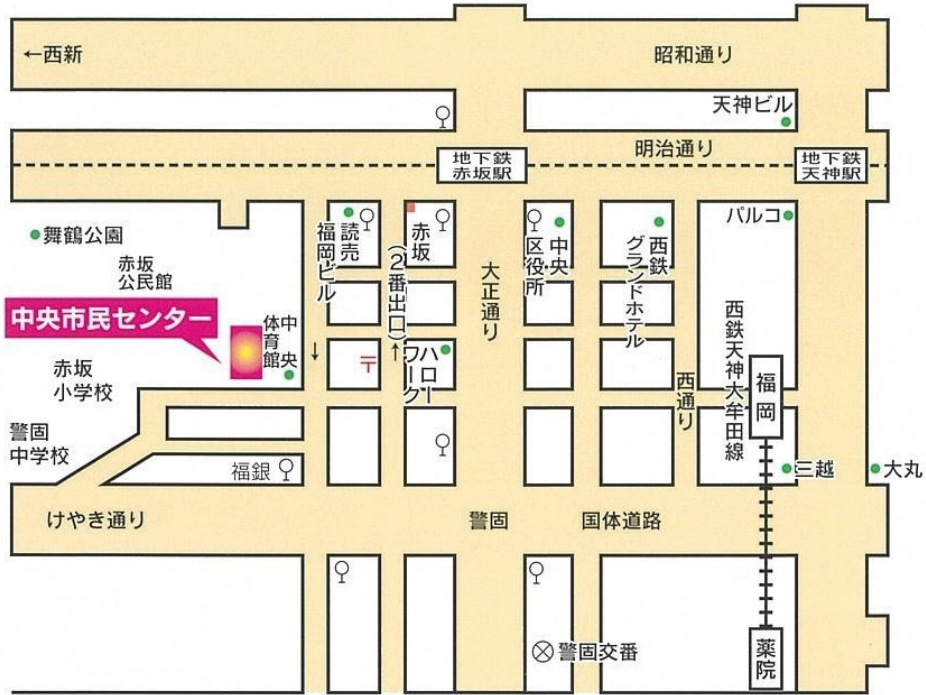 ←西新
昭和通り
天神ビル
明治通り
地下鉄
赤坂駅
地下鉄
天神駅
舞鶴公園
赤坂
公民館
中央市民センター
中央
体育館
赤坂
小学校
警固
中学校
読売
福岡ビル
赤坂
(2番出口)
↓
↑
〒
ハロー
ワーク
大正通り
中央
区役所
西鉄
グランドホテル
パルコ
西通り
西鉄天神大牟田線
福岡
三越
大丸
福銀
けやき通り
警固
国体道路
警固交番
薬院